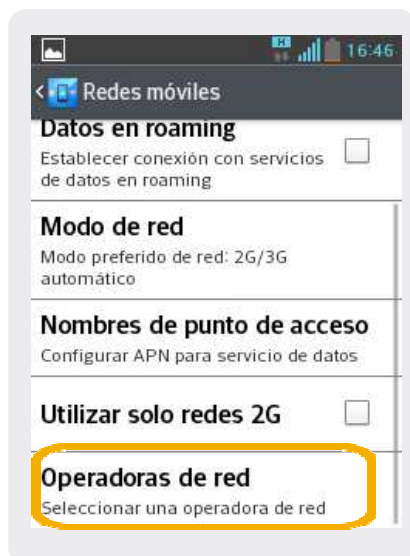 H 16:46
< Redes móviles
Datos en roaming
Establecer conexión con servicios
de datos en roaming
Modo de red
Modo preferido de red: 2G/3G
automático
Nombres de punto de acceso
Configurar APN para servicio de datos
Utilizar solo redes 2G
Operadoras de red
Seleccionar una operadora de red